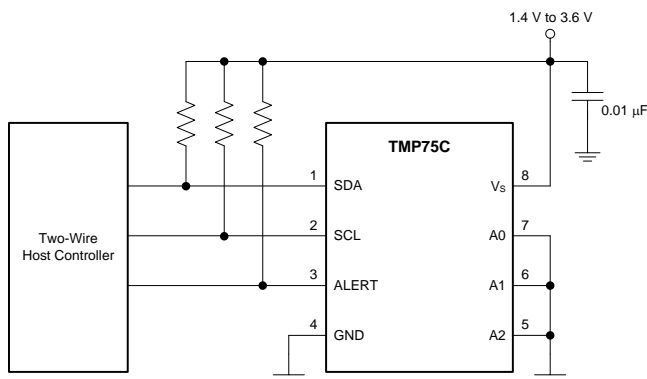 1.4 V to 3.6 V
0.01 μF
TMP75C
Two-Wire
Host Controller
1 SDA
2 SCL
3 ALERT
4 GND
Vs 8
A0 7
A1 6
A2 5